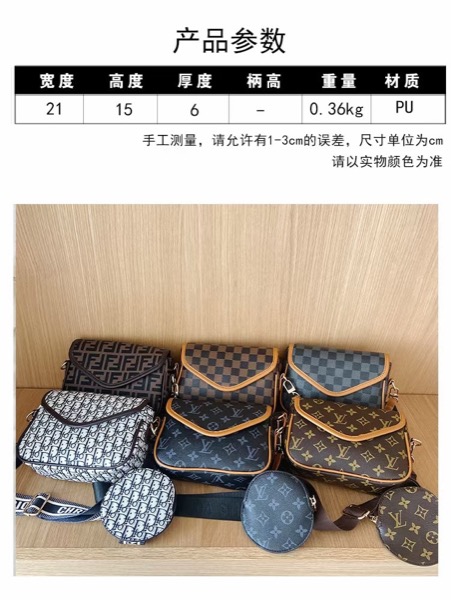 产品参数
宽度 高度 厚度 柄高 重量 材质
21 15 6 – 0.36kg PU
手工测量，请允许有1-3cm的误差，尺寸单位为cm
请以实物颜色为准